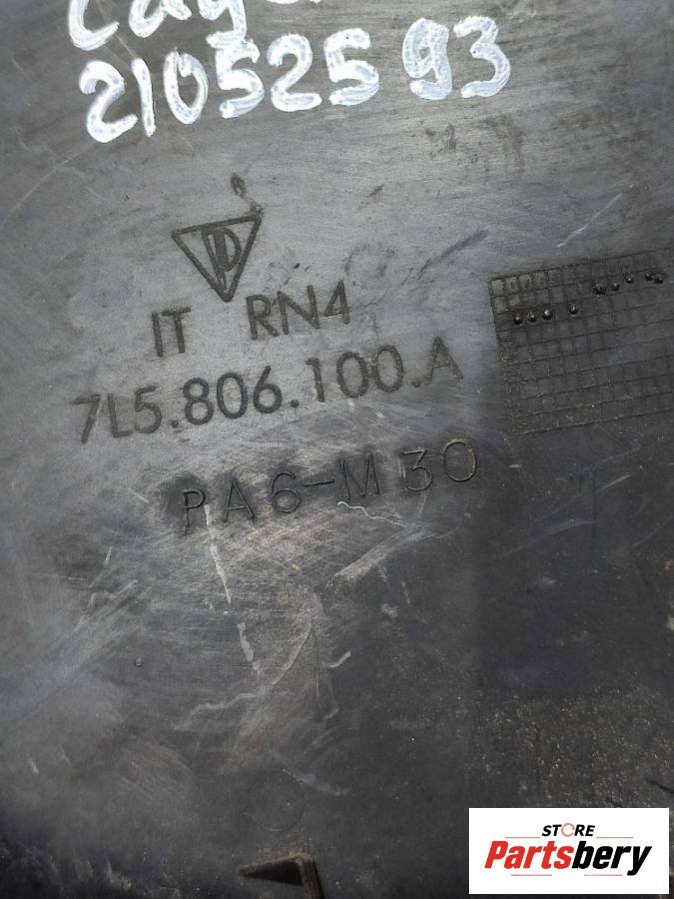 21052593
IT RN4
7L5.806.100.A
PA6-M30
STORE
Partsbery